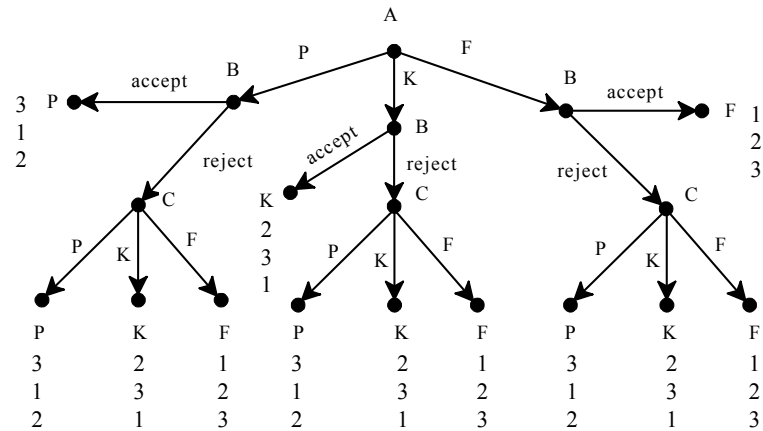 A
P K F
B B B
accept accept accept
3 P F 1
1 2
2 3
reject reject reject
K
2
3
1
C C C
P K F P K F P K F
P K F P K F P K F
3 2 1 3 2 1 3 2 1
1 3 2 1 3 2 1 3 2
2 1 3 2 1 3 2 1 3